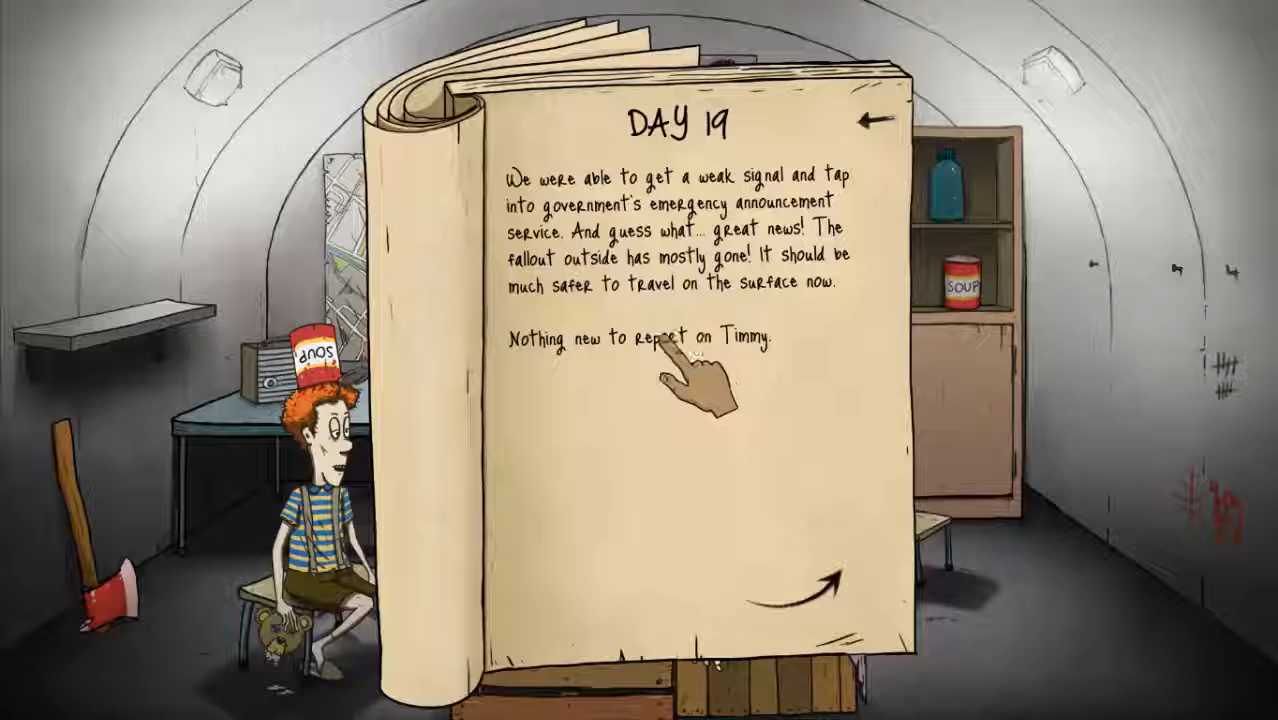 DAY 19
We were able to get a weak signal and tap
into government's emergency announcement
service. And guess what... great news! The
fallout outside has mostly gone! It should be
much safer to travel on the surface now.
Nothing new to report on Timmy.
SOUP
SOUP